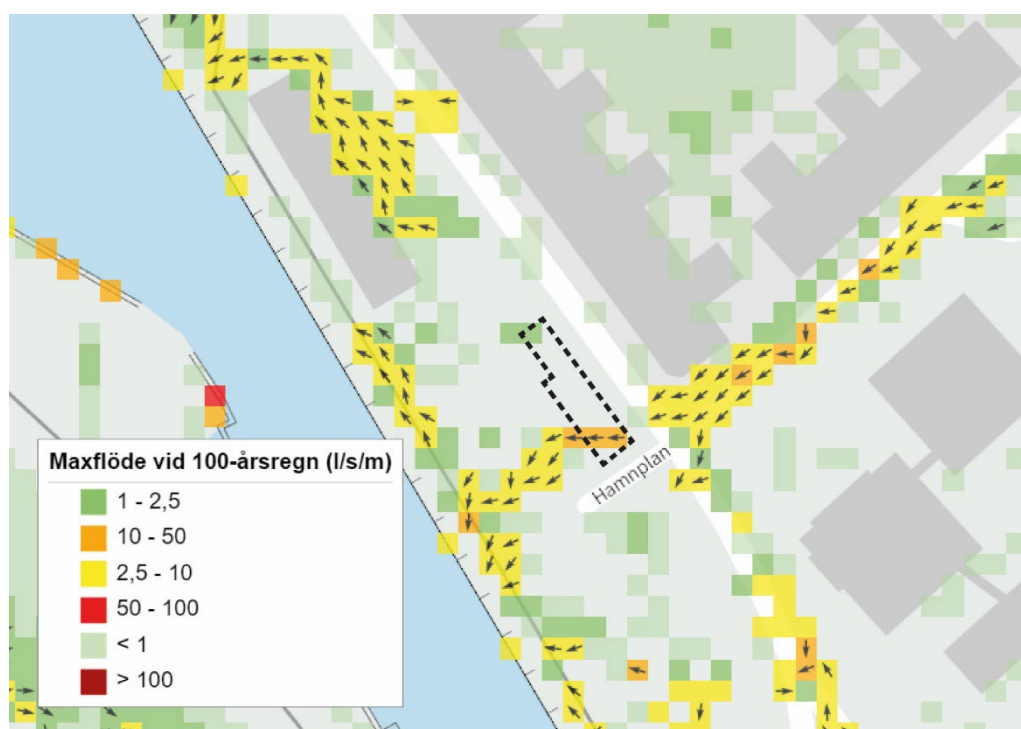 Hamnplan
Maxflöde vid 100-årsregn (l/s/m)
1 - 2,5
10 - 50
2,5 - 10
50 - 100
< 1
> 100